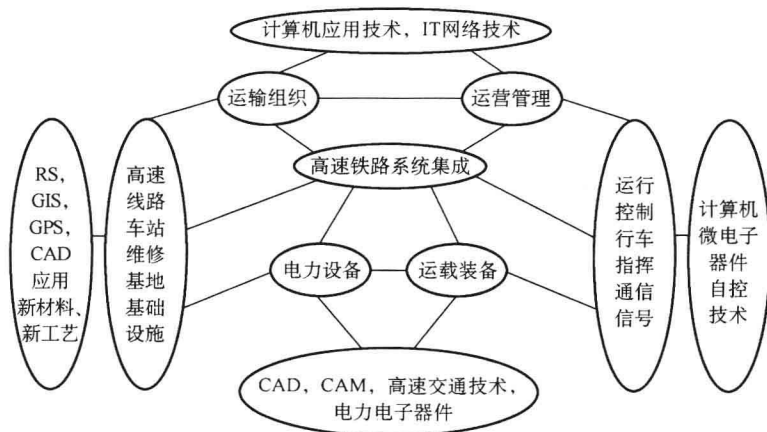 计算机应用技术，IT网络技术
运输组织
运营管理
高速铁路系统集成
RS，
GIS，
GPS，
CAD
应用
新材料、
新工艺
高速
线路
车站
维修
基地
基础
设施
电力设备
运载装备
运行
控制
行车
指挥
通信
信号
计算机
微电子
器件
自控
技术
CAD，CAM，高速交通技术，
电力电子器件